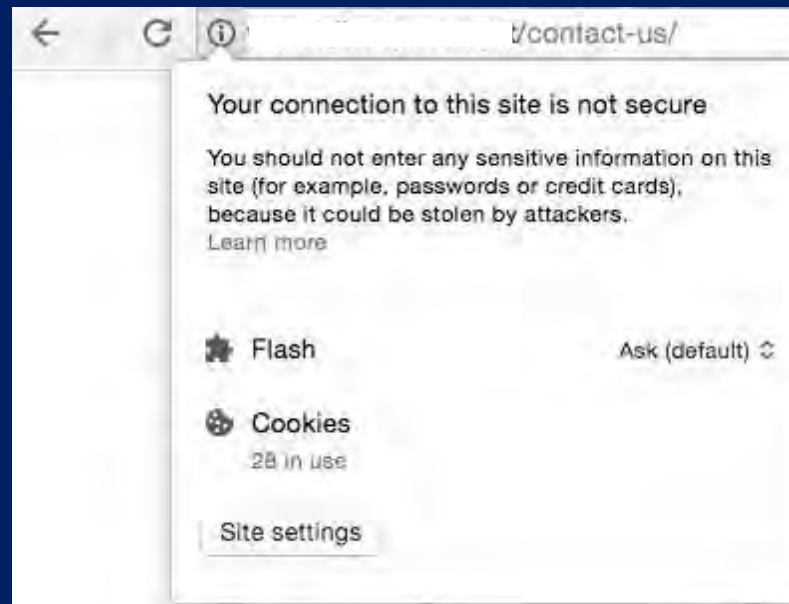 /contact-us/
Your connection to this site is not secure
You should not enter any sensitive information on this
site (for example, passwords or credit cards),
because it could be stolen by attackers.
Learn more
Flash Ask (default)
Cookies
28 in use
Site settings